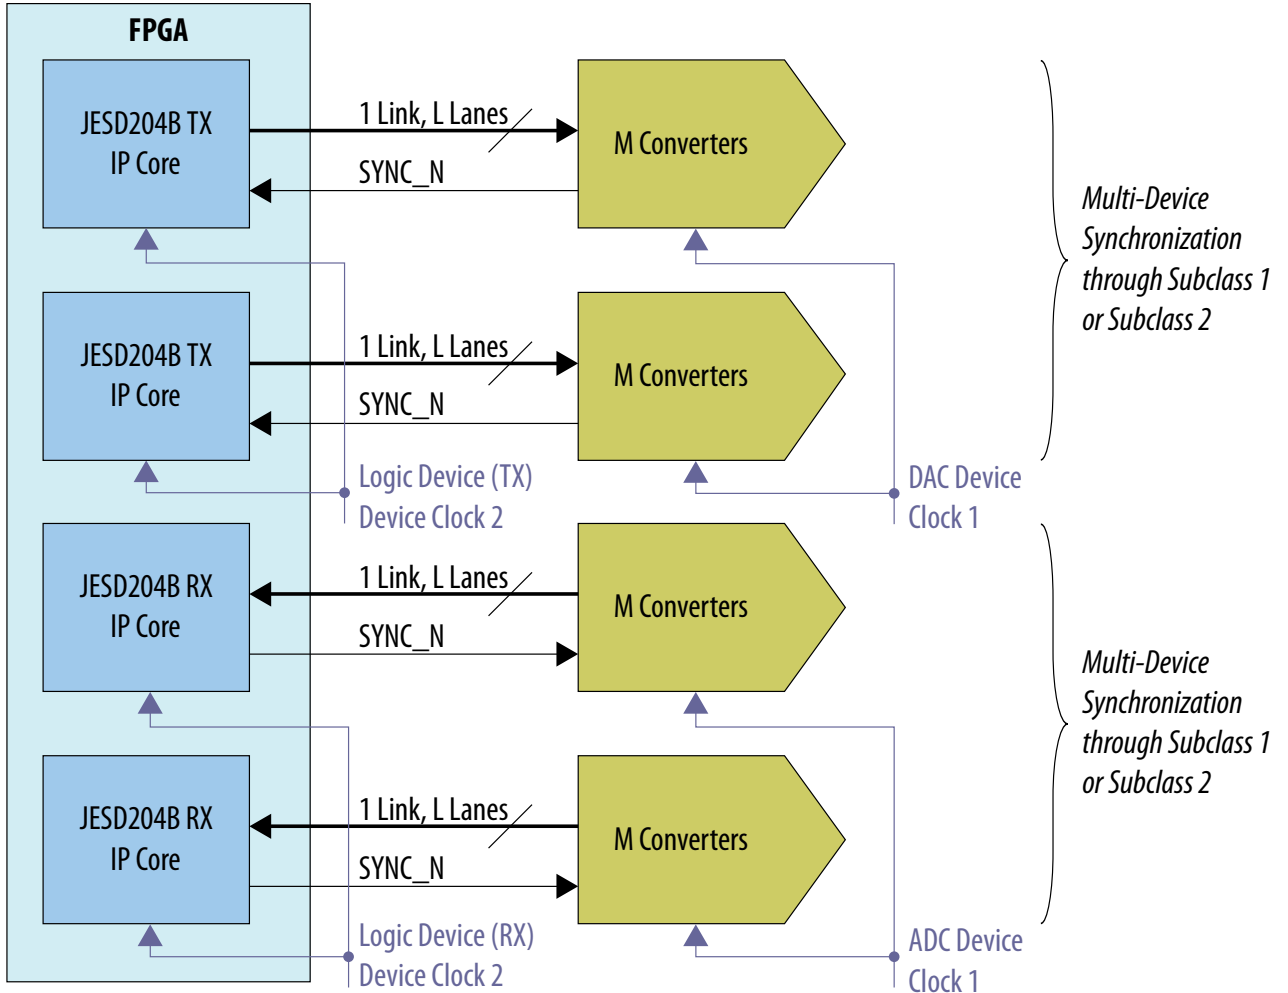 FPGA
JESD204B TX
IP Core
1 Link, L Lanes
SYNC_N
M Converters
JESD204B TX
IP Core
1 Link, L Lanes
SYNC_N
M Converters
Multi-Device
Synchronization
through Subclass 1
or Subclass 2
Logic Device (TX)
Device Clock 2
DAC Device
Clock 1
JESD204B RX
IP Core
1 Link, L Lanes
SYNC_N
M Converters
JESD204B RX
IP Core
1 Link, L Lanes
SYNC_N
M Converters
Multi-Device
Synchronization
through Subclass 1
or Subclass 2
Logic Device (RX)
Device Clock 2
ADC Device
Clock 1